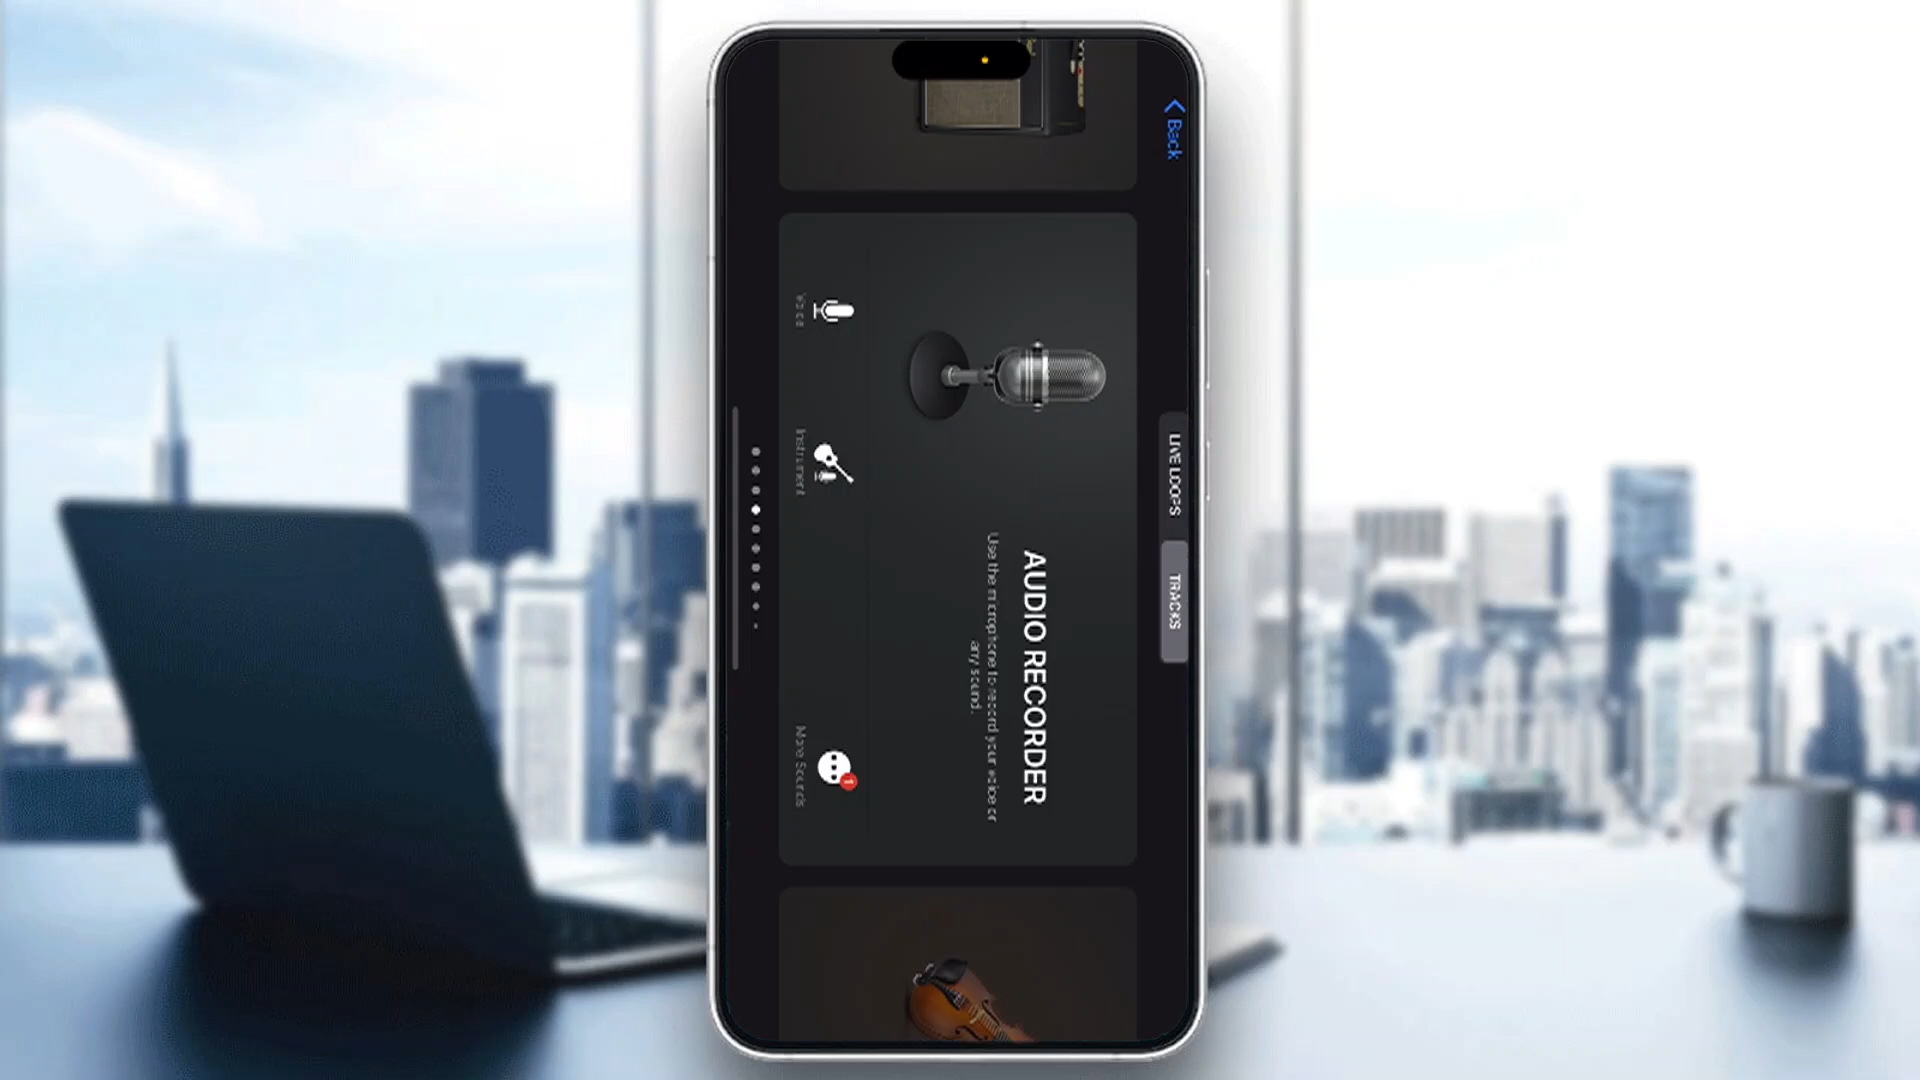 Back
LIVE LOOPS
TRACKS
AUDIO RECORDER
Use the microphone to record your voice or
any sound.
Voice
Instrument
More Sounds
1